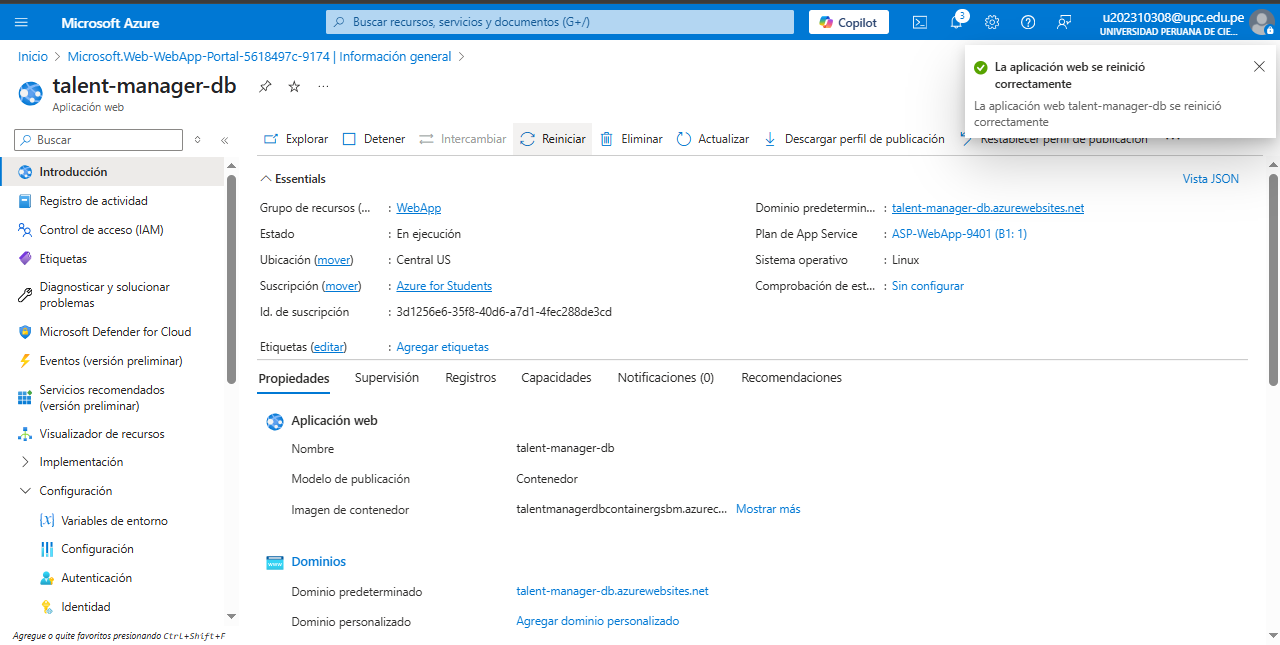 Microsoft Azure
Buscar recursos, servicios y documentos (G+/)
Copilot
3
u202310308@upc.edu.pe
UNIVERSIDAD PERUANA DE CIE...
Inicio > Microsoft.Web-WebApp-Portal-5618497c-9174 | Información general >
talent-manager-db
...
Aplicación web
La aplicación web se reinició
correctamente
La aplicación web talent-manager-db se reinició
correctamente
Buscar
Explorar
Detener
Intercambiar
Reiniciar
Eliminar
Actualizar
Descargar perfil de publicación
Restablecer perfil de publicación
...
Introducción
Registro de actividad
Control de acceso (IAM)
Etiquetas
Diagnosticar y solucionar
problemas
Microsoft Defender for Cloud
Eventos (versión preliminar)
Servicios recomendados
(versión preliminar)
Visualizador de recursos
Implementación
Configuración
Variables de entorno
Configuración
Autenticación
Identidad
Agregue o quite favoritos presionando Ctrl+Shift+F
Essentials
Vista JSON
Grupo de recursos (... : WebApp
Estado : En ejecución
Ubicación (mover) : Central US
Suscripción (mover) : Azure for Students
Id. de suscripción : 3d1256e6-35f8-40d6-a7d1-4fec288de3cd
Dominio predetermin... : talent-manager-db.azurewebsites.net
Plan de App Service : ASP-WebApp-9401 (B1: 1)
Sistema operativo : Linux
Comprobación de est... : Sin configurar
Etiquetas (editar) : Agregar etiquetas
Propiedades
Supervisión
Registros
Capacidades
Notificaciones (0)
Recomendaciones
Aplicación web
Nombre talent-manager-db
Modelo de publicación Contenedor
Imagen de contenedor talentmanagerdbcontainergsbm.azurec... Mostrar más
Dominios
Dominio predeterminado talent-manager-db.azurewebsites.net
Dominio personalizado Agregar dominio personalizado